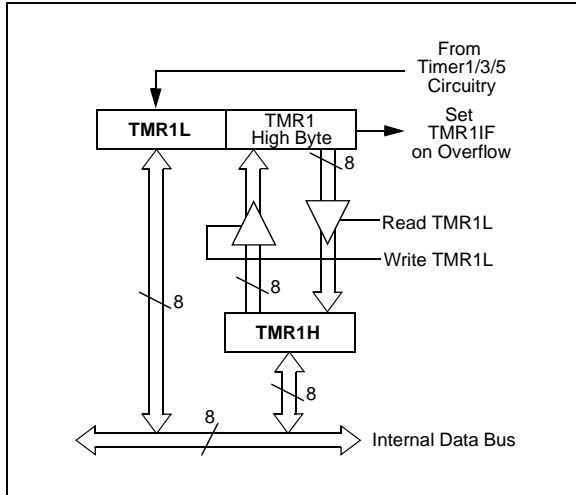 From
Timer1/3/5
Circuitry
TMR1L
TMR1
High Byte
Set
TMR1IF
on Overflow
8
Read TMR1L
Write TMR1L
8
8
TMR1H
8
8
Internal Data Bus